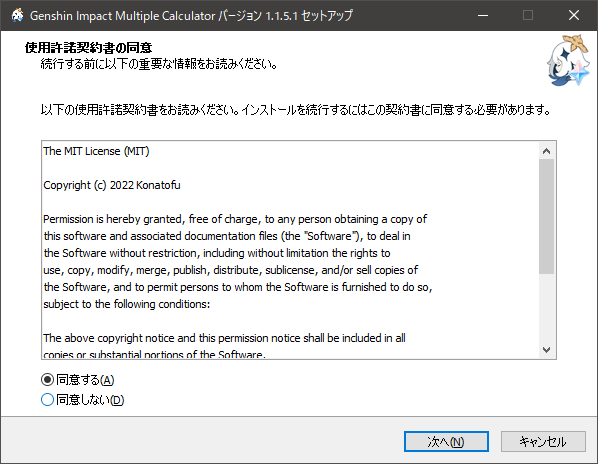 Genshin Impact Multiple Calculator バージョン 1.1.5.1 セットアップ
使用許諾契約書の同意
続行する前に以下の重要な情報をお読みください。
以下の使用許諾契約書をお読みください。インストールを続行するにはこの契約書に同意する必要があります。
The MIT License (MIT)
Copyright (c) 2022 Konatofu
Permission is hereby granted, free of charge, to any person obtaining a copy of
this software and associated documentation files (the "Software"), to deal in
the Software without restriction, including without limitation the rights to
use, copy, modify, merge, publish, distribute, sublicense, and/or sell copies of
the Software, and to permit persons to whom the Software is furnished to do so,
subject to the following conditions:
The above copyright notice and this permission notice shall be included in all
copies or substantial portions of the Software.
同意する(A)
同意しない(D)
次へ(N)
キャンセル